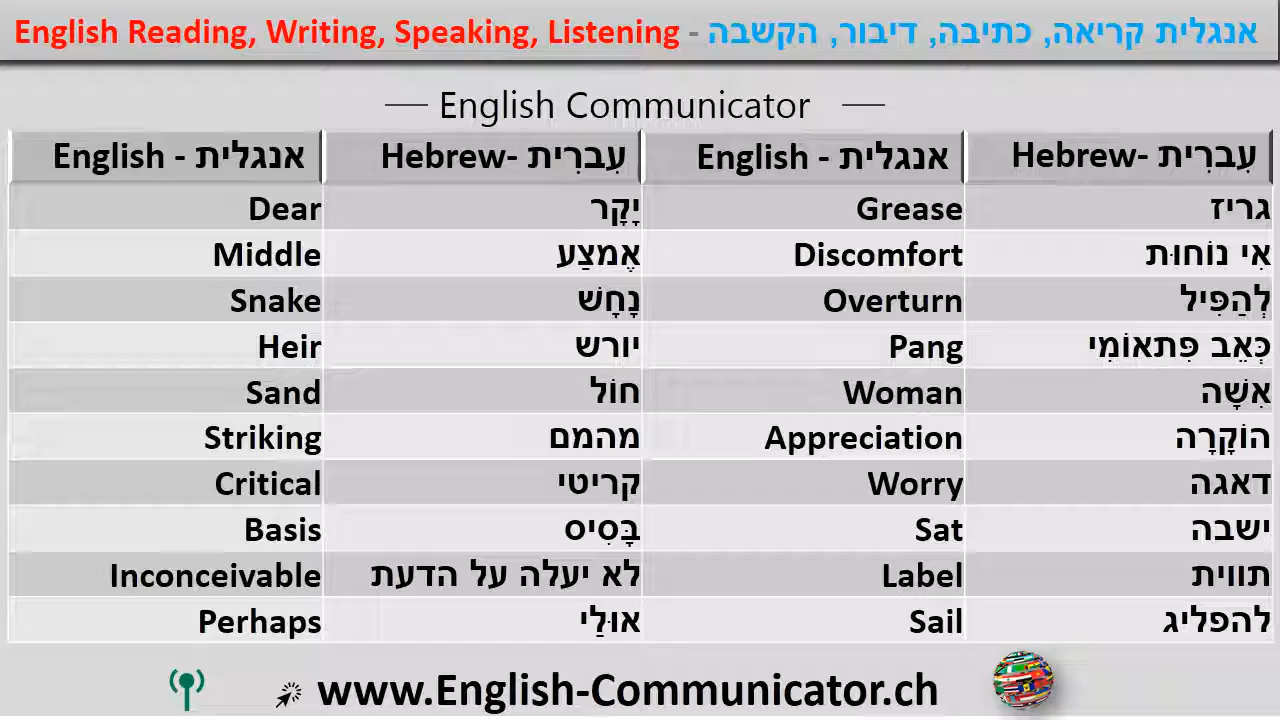 English Reading, Writing, Speaking, Listening - אנגלית קריאה, כתיבה, דיבור, הקשבה
English Communicator
English - אנגלית Hebrew- עִברִית English - אנגלית Hebrew- עִברִית
Dear יָקָר Grease גריז
Middle אֶמצַע Discomfort אִי נוֹחוּת
Snake נָחָשׁ Overturn לְהַפִּיל
Heir יורש Pang כְּאֵב פִּתאוֹמִי
Sand חוֹל Woman אִשָׁה
Striking מהמם Appreciation הוֹקָרָה
Critical קריטי Worry דאגה
Basis בָּסִיס Sat ישבה
Inconceivable לא יעלה על הדעת Label תווית
Perhaps אוּלַי Sail להפליג
www.English-Communicator.ch